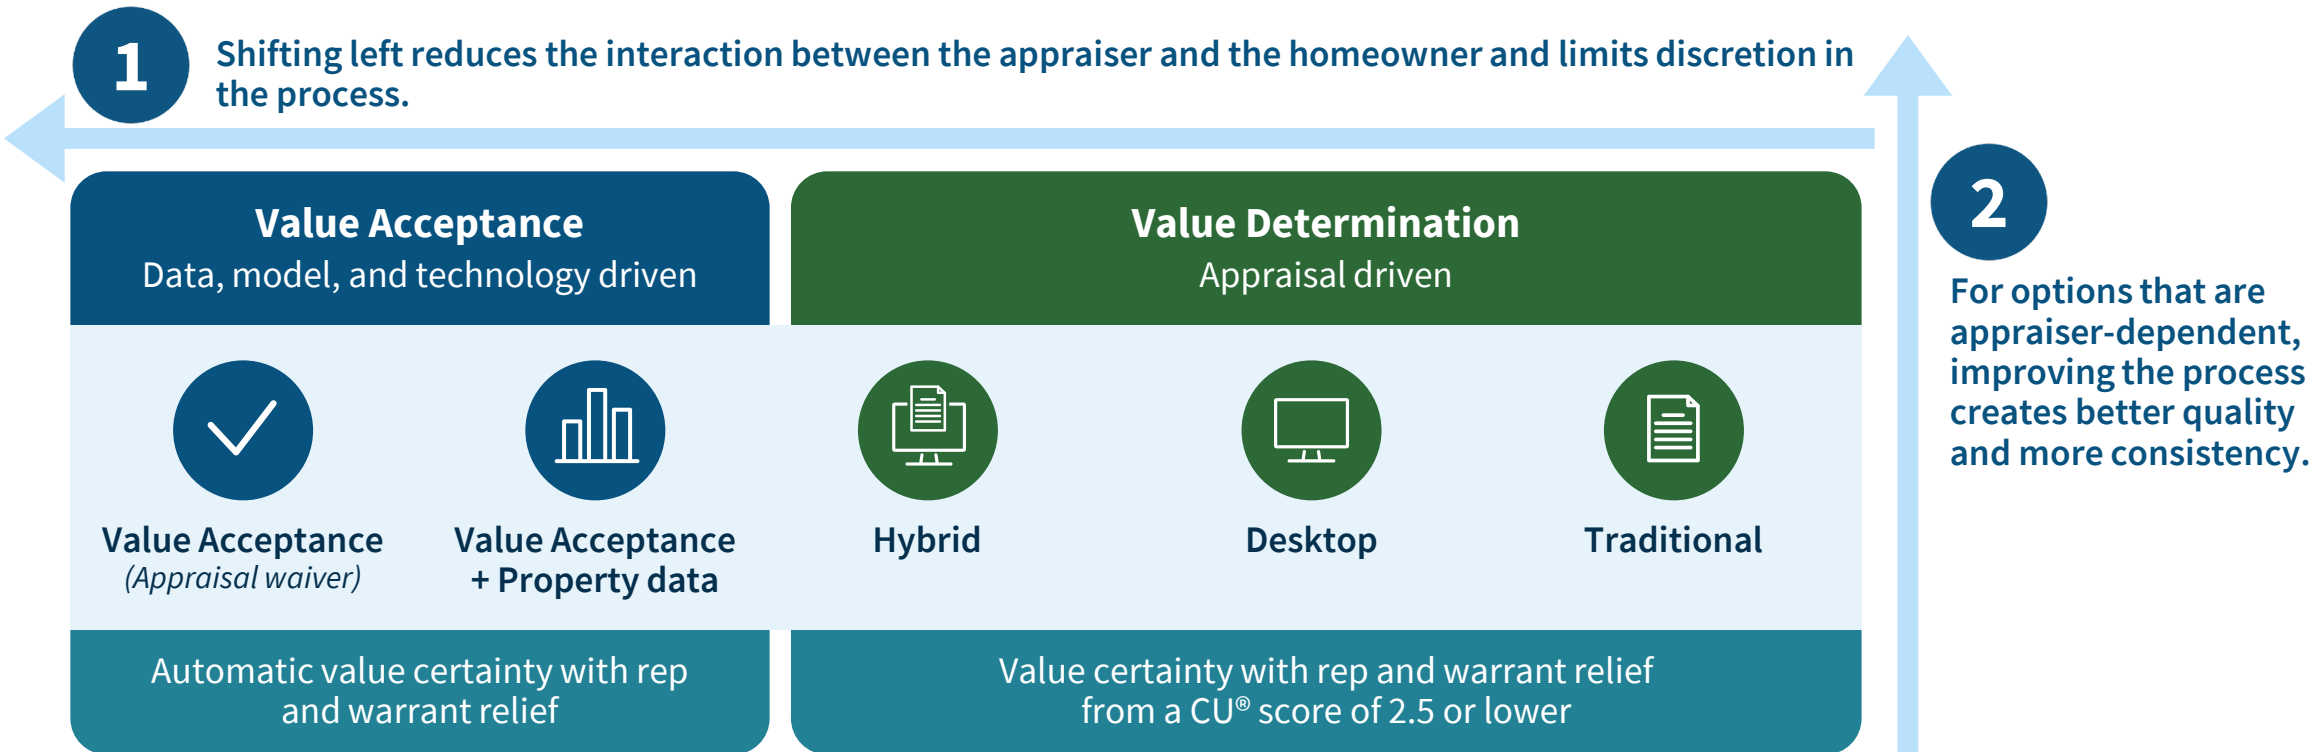 1
Shifting left reduces the interaction between the appraiser and the homeowner and limits discretion in
the process.
2
For options that are
appraiser-dependent,
improving the process
creates better quality
and more consistency.
Value Acceptance
Data, model, and technology driven
Value Determination
Appraisal driven
Value Acceptance
(Appraisal waiver)
Value Acceptance
+ Property data
Hybrid
Desktop
Traditional
Automatic value certainty with rep
and warrant relief
Value certainty with rep and warrant relief
from a CU® score of 2.5 or lower